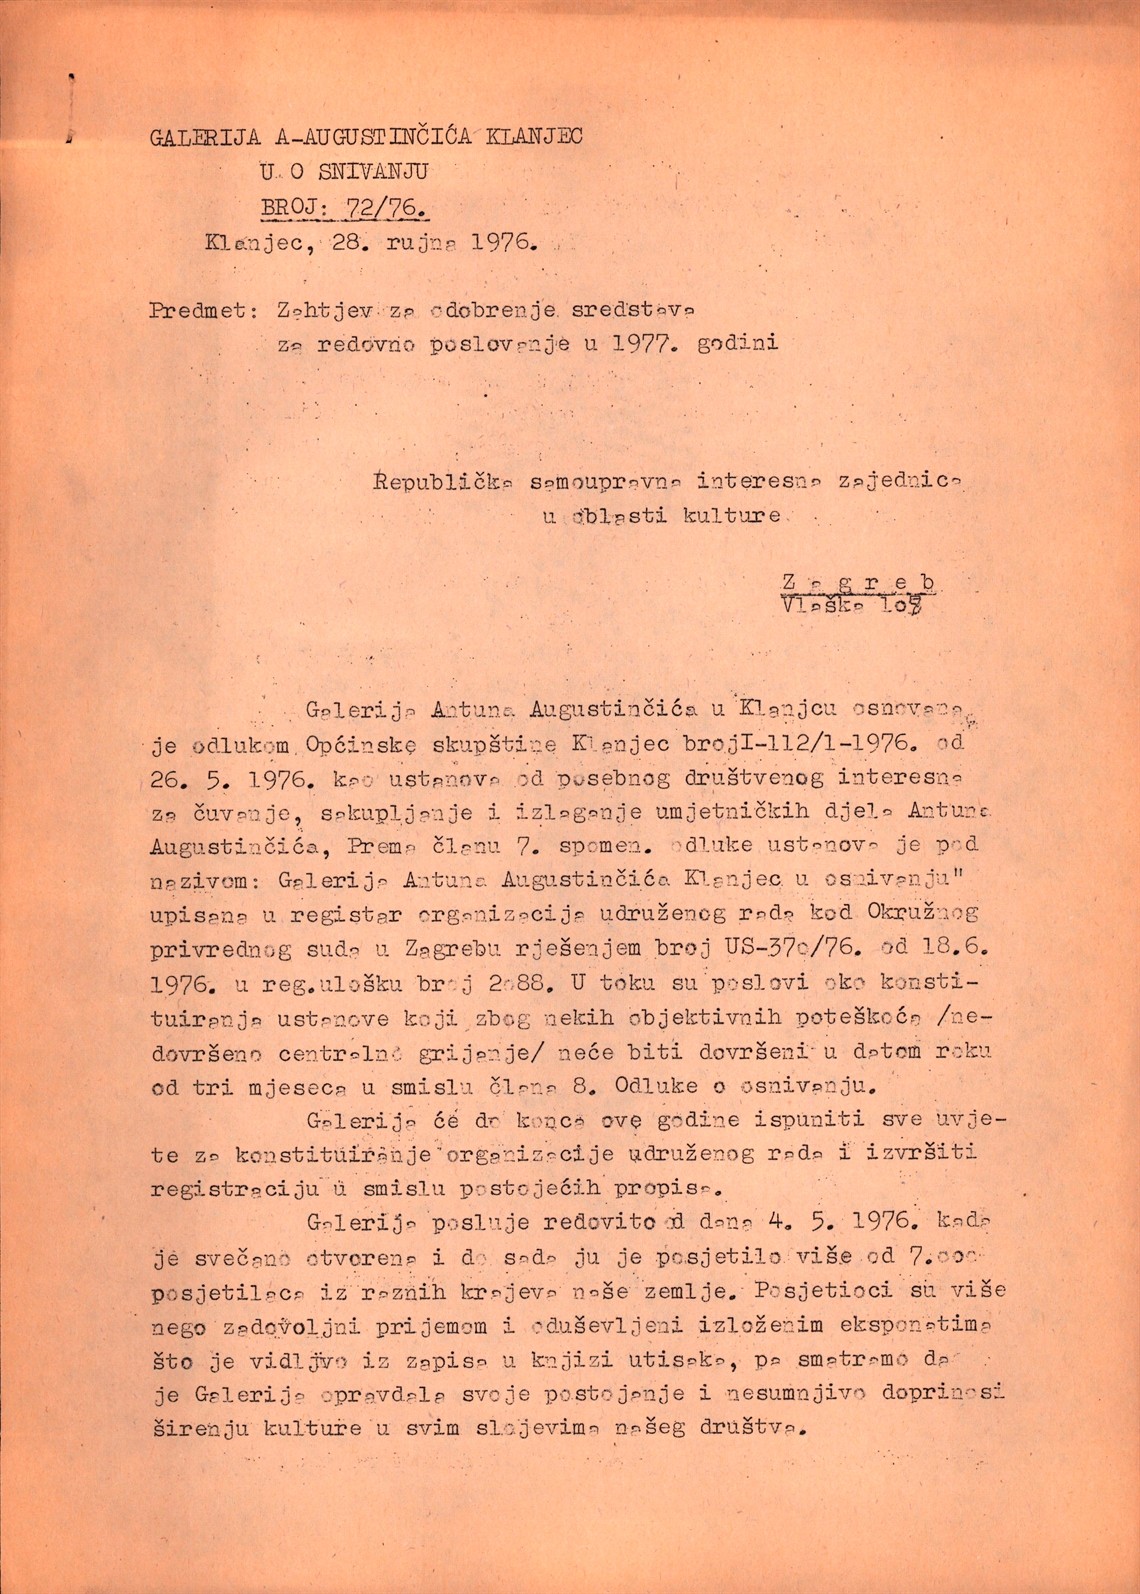 GALERIJA A-AUGUSTINČIĆA KLANJEC
U O SNIVANJU
BROJ: 72/76.
Klanjec, 28. rujna 1976.
Predmet: Zahtjev za odobrenje sredstava
za redovno poslovanje u 1977. godini
Republička samoupravna interesna zajednica
u oblasti kulture
Z a g r e b
Vlaška
Galerija Antuna Augustinčića u Klanjcu osnovana
je odlukom Općinske skupštine Klanjec brojI-112/1-1976. od
26. 5. 1976. kao ustanova od posebnog društvenog interesa
za čuvanje, sakupljanje i izlaganje umjetničkih djela Antuna
Augustinčića, Prema članu 7. spomen. odluke ustanova je pod
nazivom: Galerija Antuna Augustinčića Klanjec u osnivanju"
upisana u registar organizacija udruženog rada kod Okružnog
privrednog suda u Zagrebu rješenjem broj US-37o/76. od 18.6.
1976. u reg.ulošku broj 2o88. U toku su poslovi oko konsti-
tuiranja ustanove koji zbog nekih objektivnih poteškoća /ne-
dovršeno centralno grijanje/ neće biti dovršeni u datom roku
od tri mjeseca u smislu člana 8. Odluke o osnivanju.
Galerija će do konca ove godine ispuniti sve uvje-
te za konstituiranje organizacije udruženog rada i izvršiti
registraciju u smislu postojećih propisa.
Galerija posluje redovito od dana 4. 5. 1976. kada
je svečano otvorena i do sada ju je posjetilo više od 7.ooo
posjetilaca iz raznih krajeva naše zemlje. Posjetioci su više
nego zadovoljni prijemom i oduševljeni izloženim eksponatima
što je vidljvo iz zapisa u knjizi utisaka, pa smatramo da
je Galerija opravdala svoje postojanje i nesumnjivo doprinosi
širenju kulture u svim slojevima našeg društva.